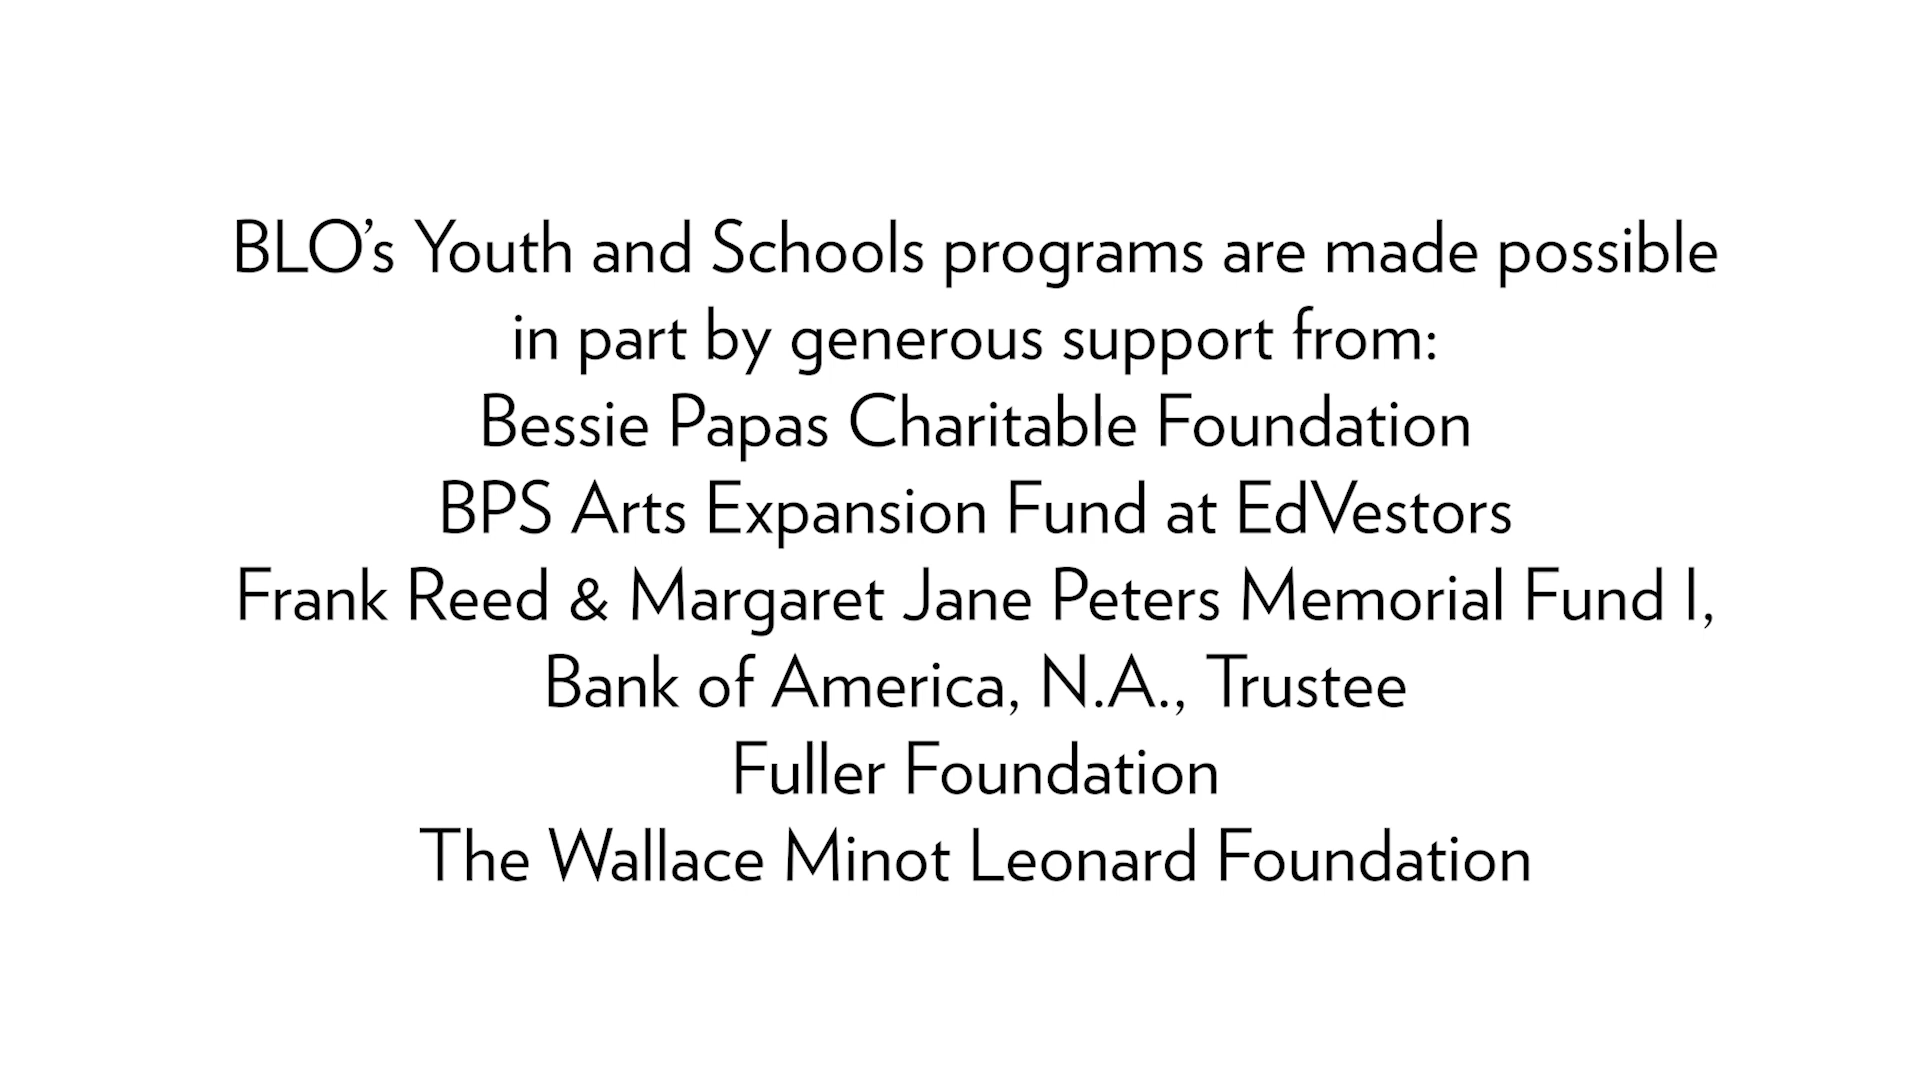 BLO’s Youth and Schools programs are made possible
in part by generous support from:
Bessie Papas Charitable Foundation
BPS Arts Expansion Fund at EdVestors
Frank Reed & Margaret Jane Peters Memorial Fund I,
Bank of America, N.A., Trustee
Fuller Foundation
The Wallace Minot Leonard Foundation